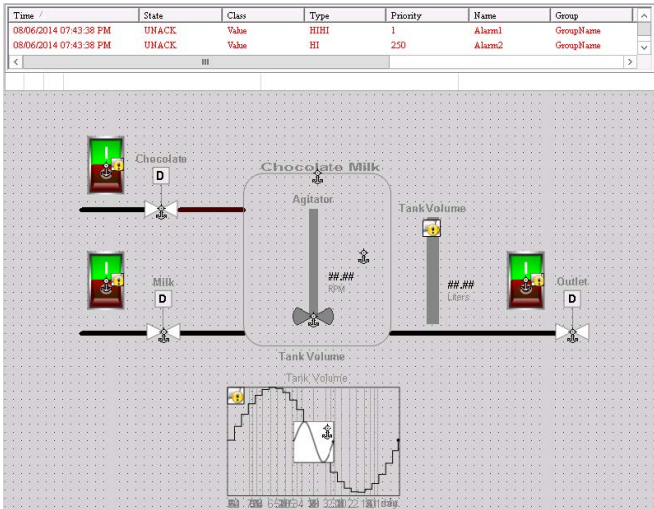 Time / State Class Type Priority Name Group
08/06/2014 07:43:38 PM UNACK Value HIHI 1 Alarm1 GroupName
08/06/2014 07:43:38 PM UNACK Value HI 250 Alarm2 GroupName
Chocolate
D
Chocolate Milk
Agitator
TankVolume
##.##
RPM
##.##
Liters
Milk
D
Outlet
D
Tank Volume
Tank Volume